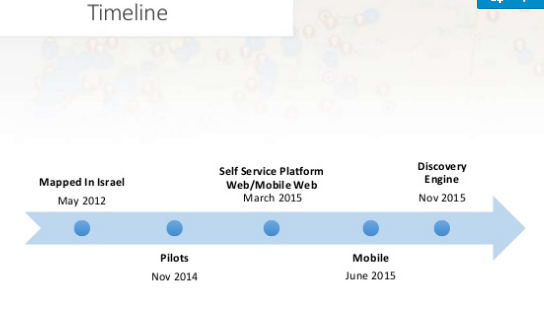 Timeline
Mapped In Israel
May 2012
Pilots
Nov 2014
Self Service Platform
Web/Mobile Web
March 2015
Mobile
June 2015
Discovery
Engine
Nov 2015